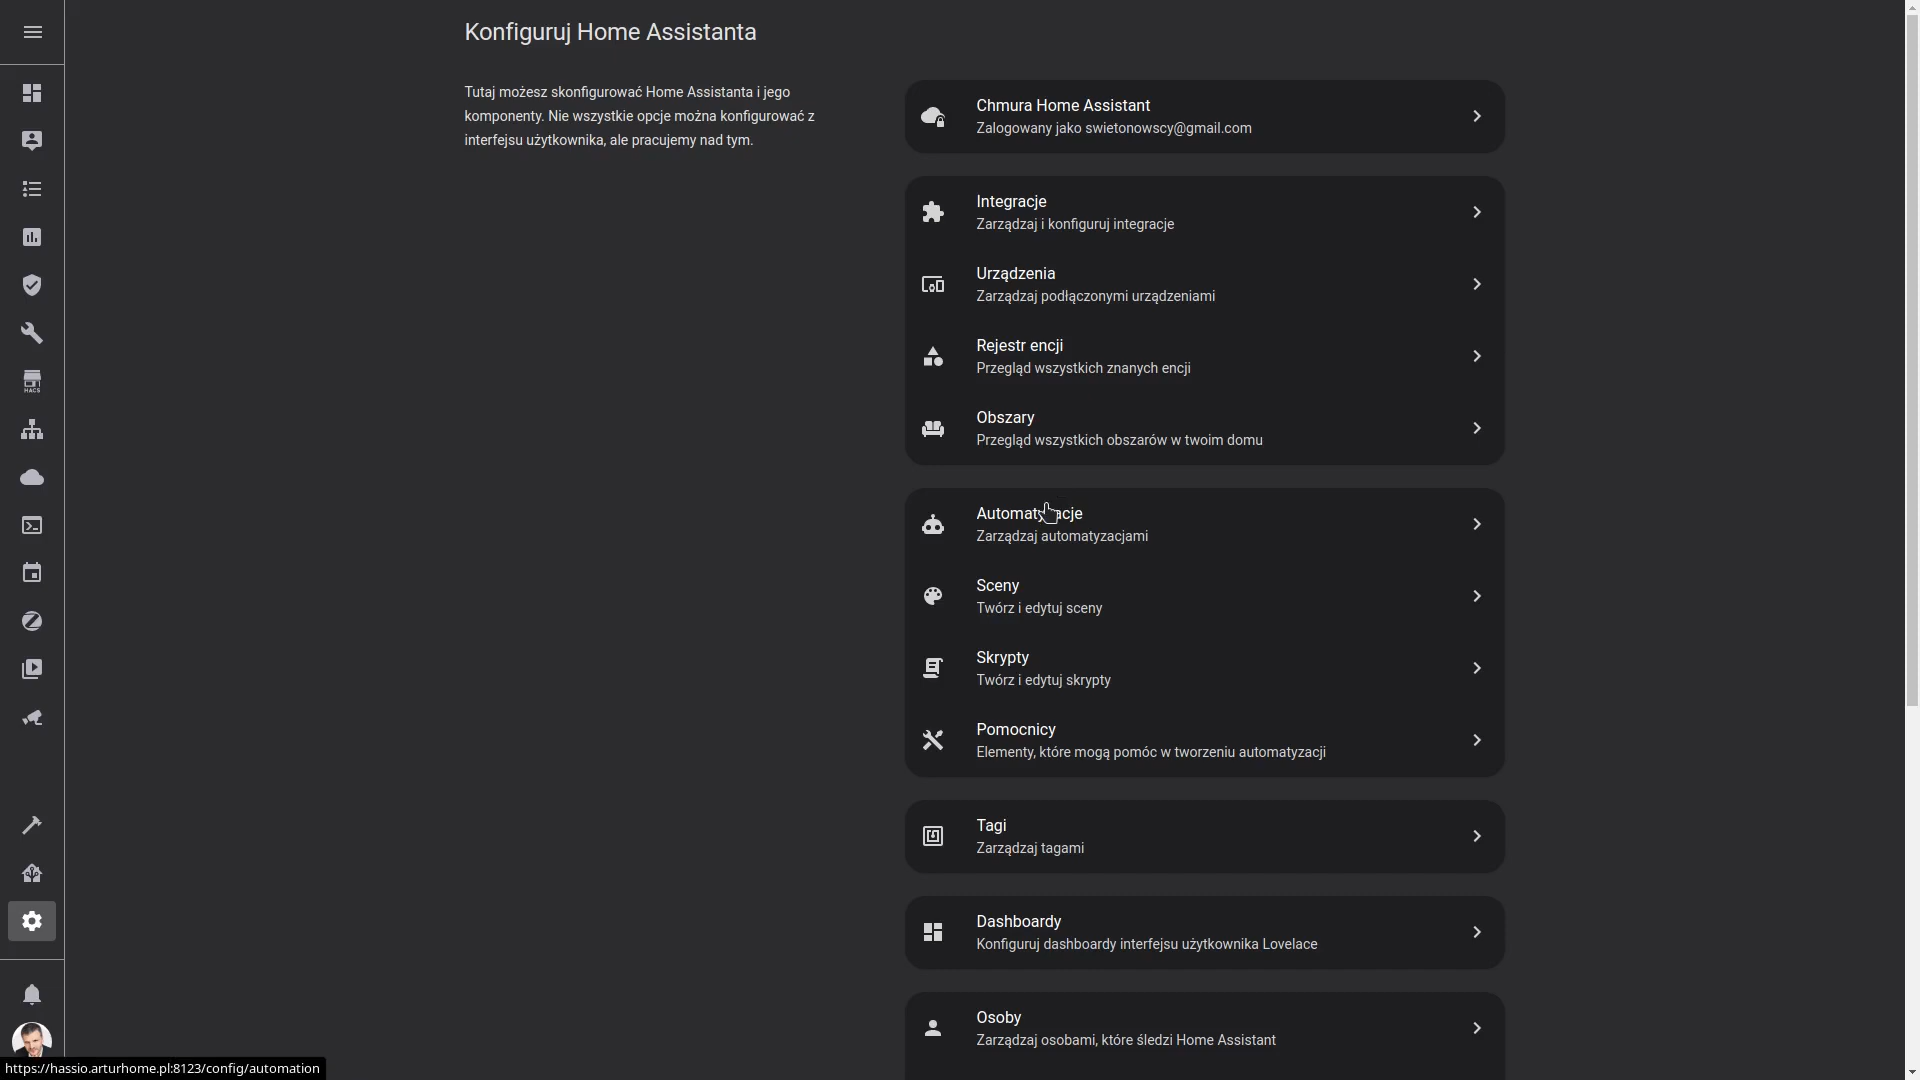 Konfiguruj Home Assistanta
Tutaj możesz skonfigurować Home Assistanta i jego
komponenty. Nie wszystkie opcje można konfigurować z
interfejsu użytkownika, ale pracujemy nad tym.
Chmura Home Assistant
Zalogowany jako swietonowscy@gmail.com
Integracje
Zarządzaj i konfiguruj integracje
Urządzenia
Zarządzaj podłączonymi urządzeniami
Rejestr encji
Przegląd wszystkich znanych encji
Obszary
Przegląd wszystkich obszarów w twoim domu
Automatyzacje
Zarządzaj automatyzacjami
Sceny
Twórz i edytuj sceny
Skrypty
Twórz i edytuj skrypty
Pomocnicy
Elementy, które mogą pomóc w tworzeniu automatyzacji
Tagi
Zarządzaj tagami
Dashboardy
Konfiguruj dashboardy interfejsu użytkownika Lovelace
Osoby
Zarządzaj osobami, które śledzi Home Assistant
HACS
https://hassio.arturhome.pl:8123/config/automation